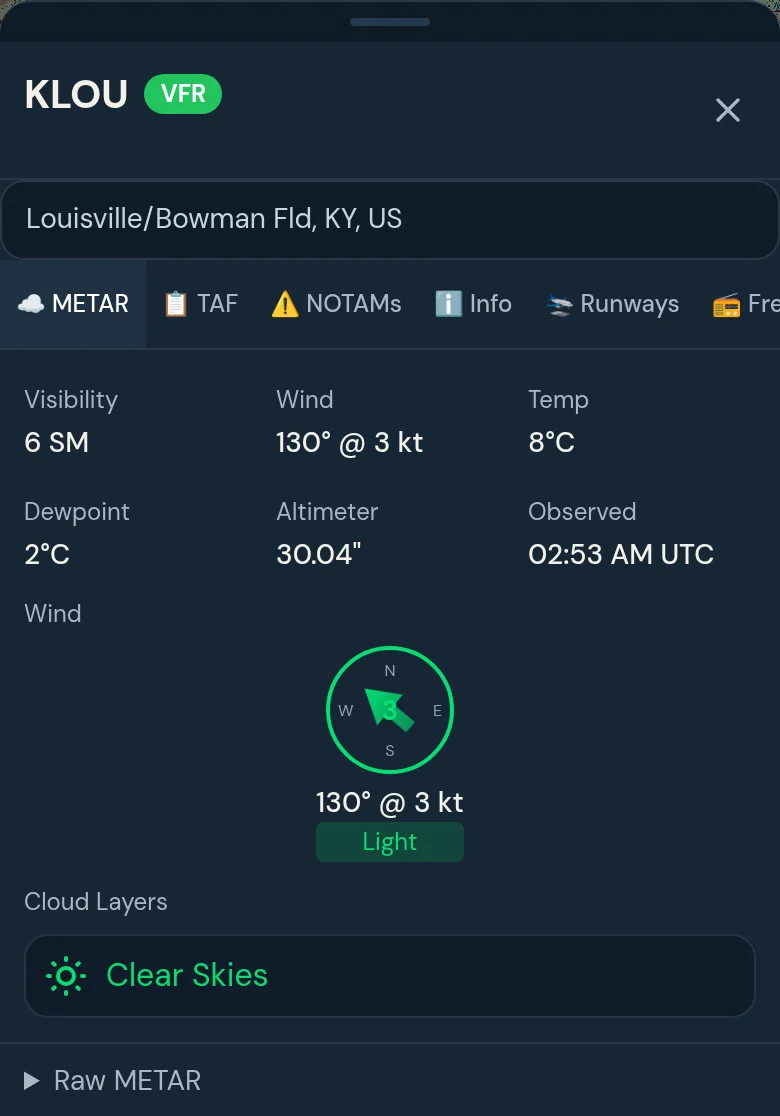 KLOU VFR
Louisville/Bowman Fld, KY, US
METAR TAF NOTAMs Info Runways Fre
Visibility Wind Temp
6 SM 130° @ 3 kt 8°C
Dewpoint Altimeter Observed
2°C 30.04" 02:53 AM UTC
Wind
N
W 3 E
S
130° @ 3 kt
Light
Cloud Layers
Clear Skies
Raw METAR